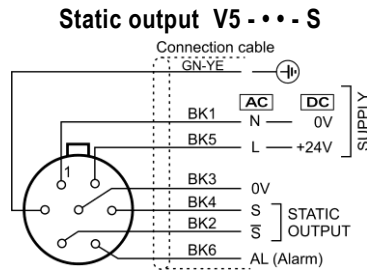 Static output V5 - • • - S
Connection cable
GN-YE
AC DC
BK1 N 0V
BK5 L +24V
SUPPLY
1
BK3 0V
BK4 S
BK2 S̅
STATIC OUTPUT
BK6 AL (Alarm)